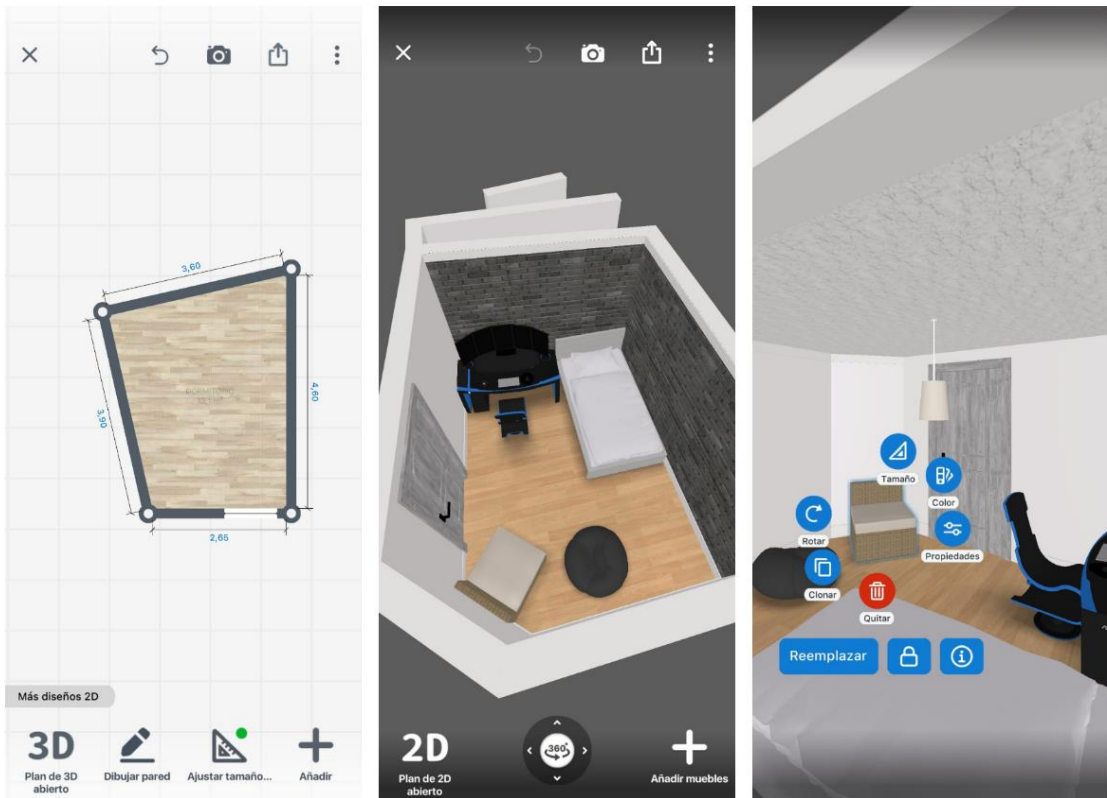 3,60
3,90
4,60
DORMITORIO
2,65
Más diseños 2D
3D
Plan de 3D
abierto
Dibujar pared
Ajustar tamaño...
Añadir
2D
Plan de 2D
abierto
360°
Añadir muebles
Tamaño
Color
Rotar
Propiedades
Clonar
Quitar
Reemplazar